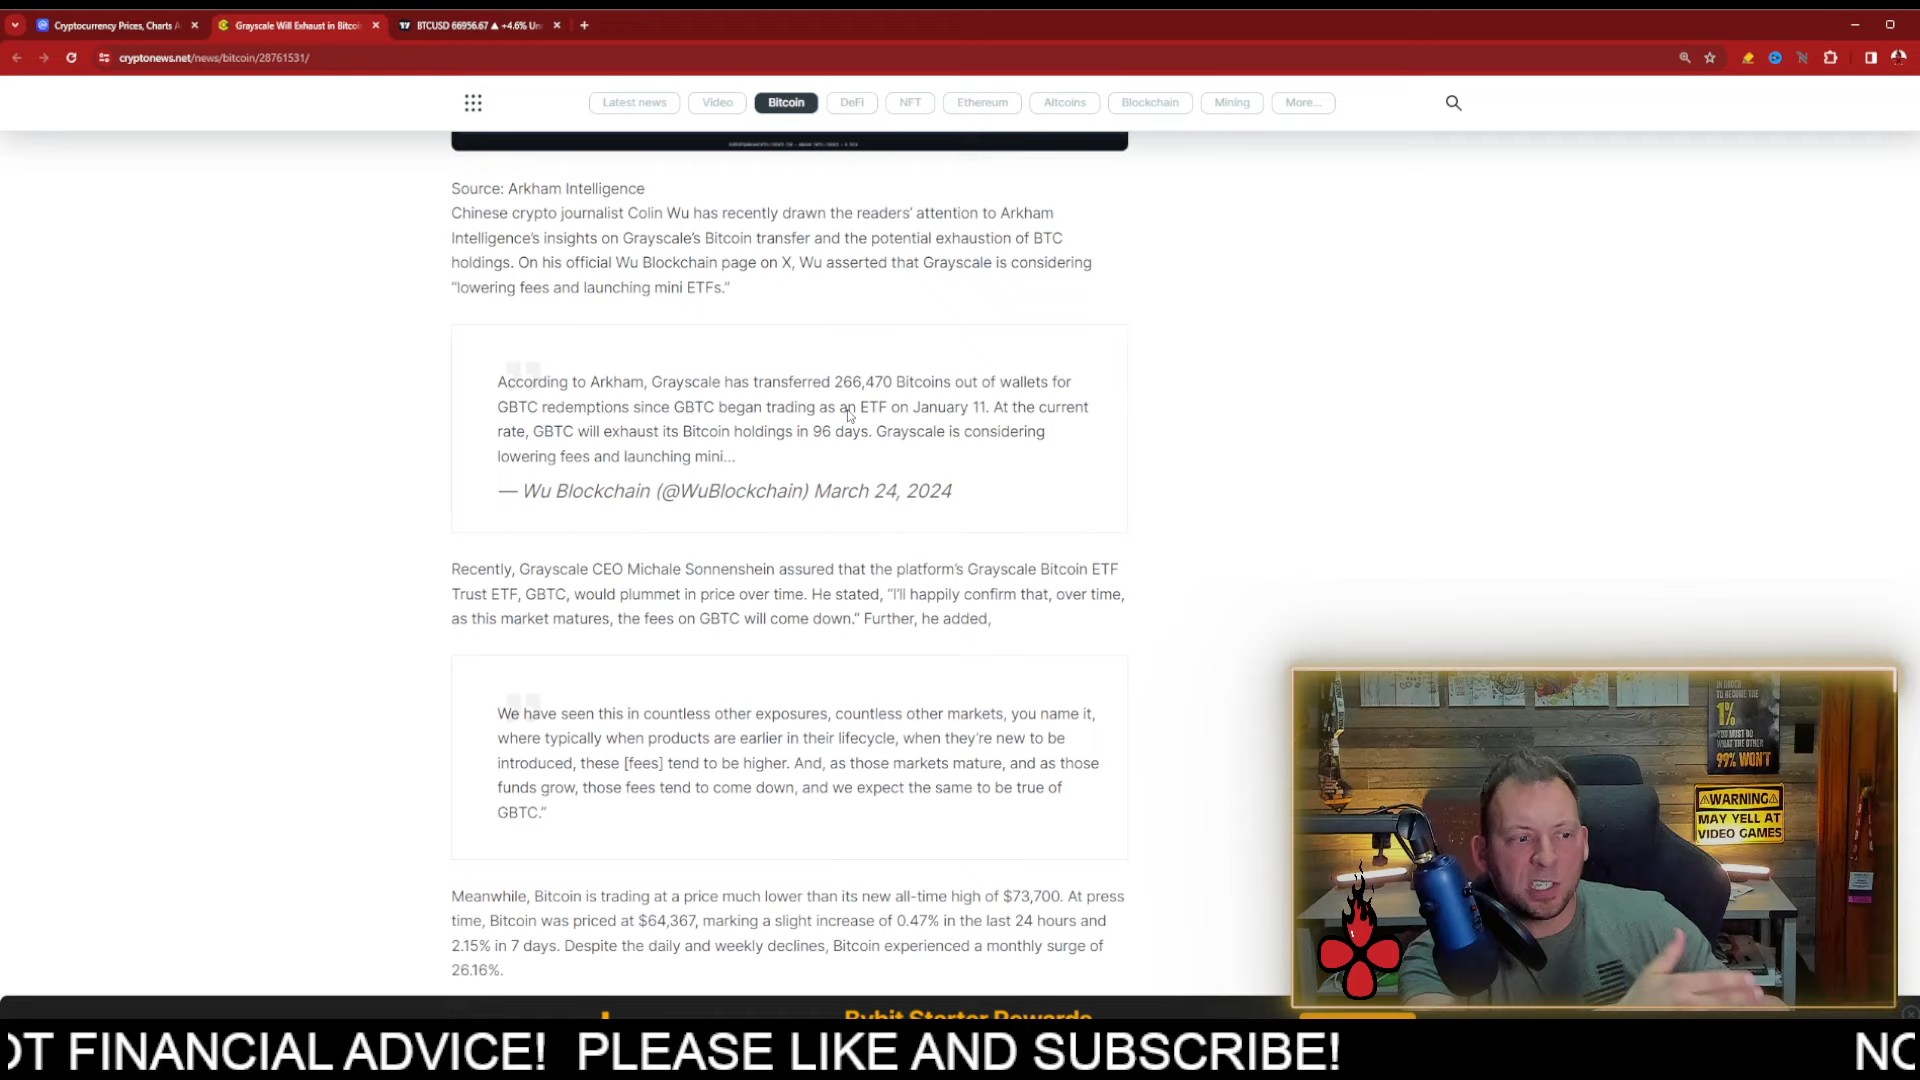 Cryptocurrency Prices, Charts A
Grayscale Will Exhaust in Bitcoi
BTCUSD 66956.67 ▲ +4.6% Un
cryptonews.net/news/bitcoin/28761531/
Latest news
Video
Bitcoin
DeFi
NFT
Ethereum
Altcoins
Blockchain
Mining
More...
Source: Arkham Intelligence
Chinese crypto journalist Colin Wu has recently drawn the readers’ attention to Arkham
Intelligence’s insights on Grayscale’s Bitcoin transfer and the potential exhaustion of BTC
holdings. On his official Wu Blockchain page on X, Wu asserted that Grayscale is considering
“lowering fees and launching mini ETFs.”
According to Arkham, Grayscale has transferred 266,470 Bitcoins out of wallets for
GBTC redemptions since GBTC began trading as an ETF on January 11. At the current
rate, GBTC will exhaust its Bitcoin holdings in 96 days. Grayscale is considering
lowering fees and launching mini...
— Wu Blockchain (@WuBlockchain) March 24, 2024
Recently, Grayscale CEO Michale Sonnenshein assured that the platform’s Grayscale Bitcoin ETF
Trust ETF, GBTC, would plummet in price over time. He stated, “I’ll happily confirm that, over time,
as this market matures, the fees on GBTC will come down.” Further, he added,
We have seen this in countless other exposures, countless other markets, you name it,
where typically when products are earlier in their lifecycle, when they’re new to be
introduced, these [fees] tend to be higher. And, as those markets mature, and as those
funds grow, those fees tend to come down, and we expect the same to be true of
GBTC.”
Meanwhile, Bitcoin is trading at a price much lower than its new all-time high of $73,700. At press
time, Bitcoin was priced at $64,367, marking a slight increase of 0.47% in the last 24 hours and
2.15% in 7 days. Despite the daily and weekly declines, Bitcoin experienced a monthly surge of
26.16%.
TO BECOME THE
1%
YOU MUST DO
WHAT THE OTHER
99% WON'T
WARNING
MAY YELL AT
VIDEO GAMES
Bybit Starter Rewards
OT FINANCIAL ADVICE! PLEASE LIKE AND SUBSCRIBE! NO